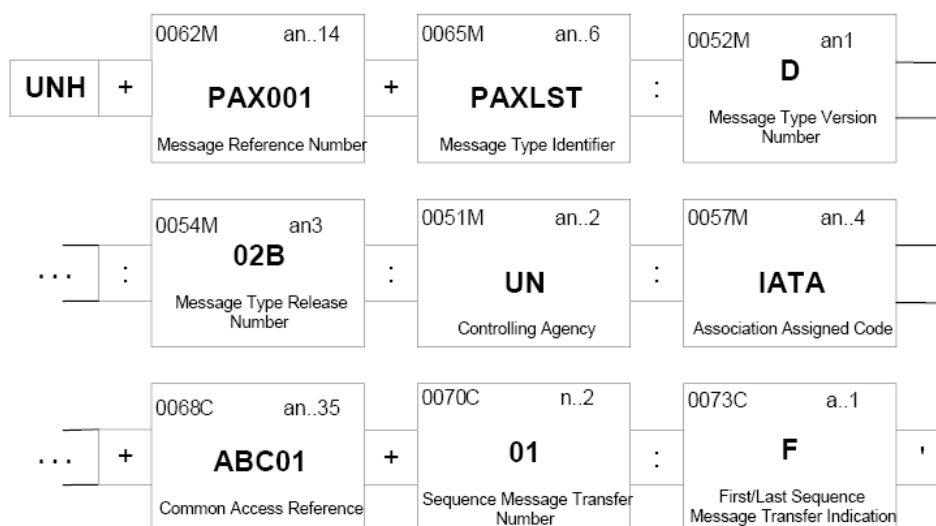 0062M an..14 0065M an..6 0052M an1
UNH + PAX001 + PAXLST : D
Message Reference Number Message Type Identifier Message Type Version
Number
0054M an3 0051M an..2 0057M an..4
... : 02B : UN : IATA
Message Type Release
Number Controlling Agency Association Assigned Code
0068C an..35 0070C n..2 0073C a..1
... + ABC01 + 01 : F '
Common Access Reference Sequence Message Transfer First/Last Sequence
Number Message Transfer Indication